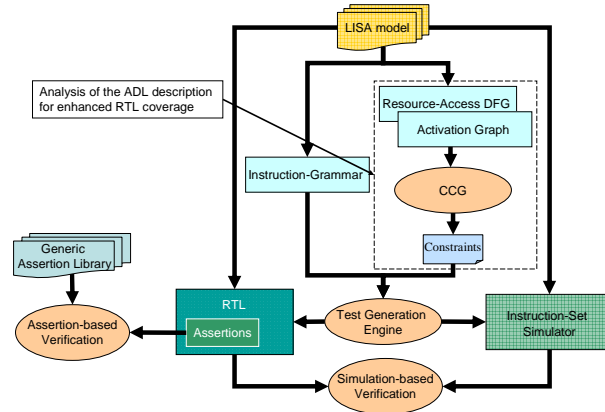 LISA model
Analysis of the ADL description
for enhanced RTL coverage
Resource-Access DFG
Activation Graph
Instruction-Grammar
CCG
Constraints
Generic
Assertion Library
RTL
Assertions
Assertion-based
Verification
Test Generation
Engine
Instruction-Set
Simulator
Simulation-based
Verification